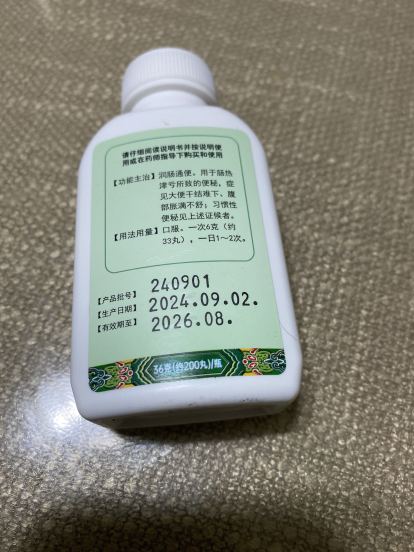 请仔细阅读说明书并按说明使
用或在药师指导下购买和使用
【功能主治】润肠通便。用于肠热
津亏所致的便秘，症
见大便干结难下、腹
部胀满不舒；习惯性
便秘见上述证候者。
【用法用量】口服。一次6克（约
33丸），一日1～2次。
【产品批号】 240901
【生产日期】 2024.09.02.
【有效期至】 2026.08.
36克(约200丸)/瓶